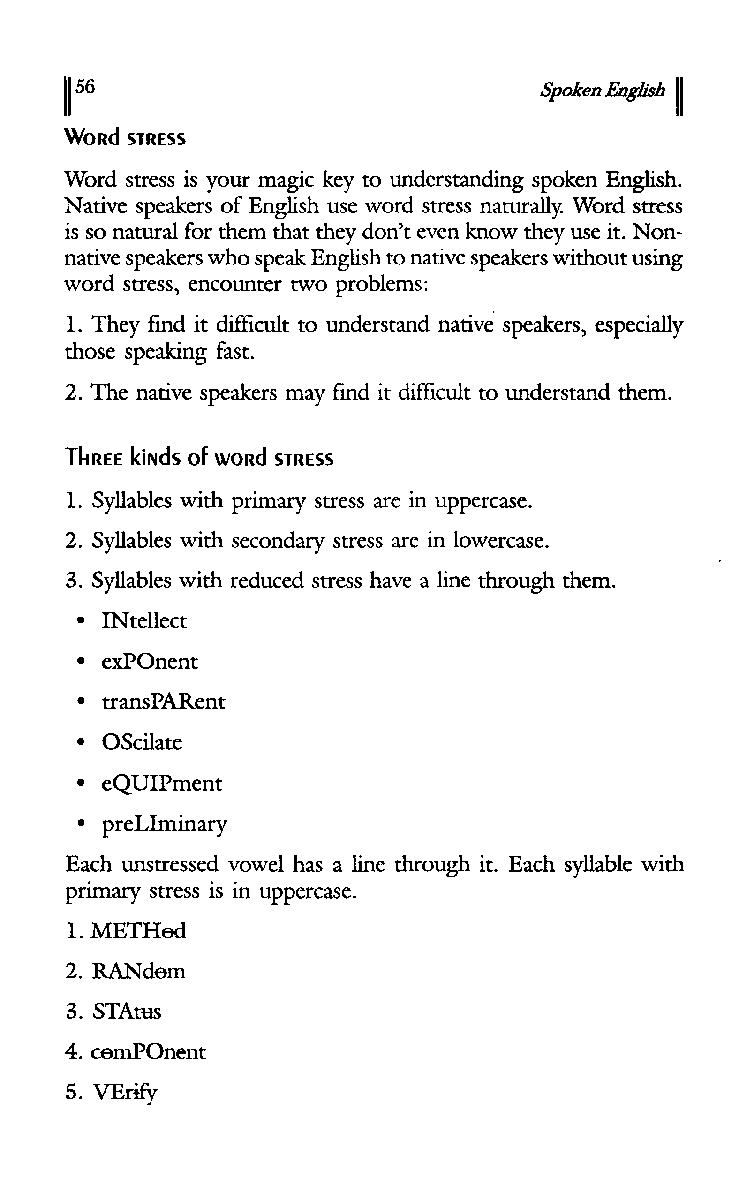 56 Spoken English
Word stress
Word stress is your magic key to understanding spoken English.
Native speakers of English use word stress naturally. Word stress
is so natural for them that they don't even know they use it. Non-
native speakers who speak English to native speakers without using
word stress, encounter two problems:
1. They find it difficult to understand native speakers, especially
those speaking fast.
2. The native speakers may find it difficult to understand them.
Three kinds of word stress
1. Syllables with primary stress are in uppercase.
2. Syllables with secondary stress are in lowercase.
3. Syllables with reduced stress have a line through them.
• INtellect
• exPOnent
• transPARent
• OScilate
• eQUIPment
• preLIminary
Each unstressed vowel has a line through it. Each syllable with
primary stress is in uppercase.
1. METHod
2. RANdom
3. STAtus
4. comPOnent
5. VErify